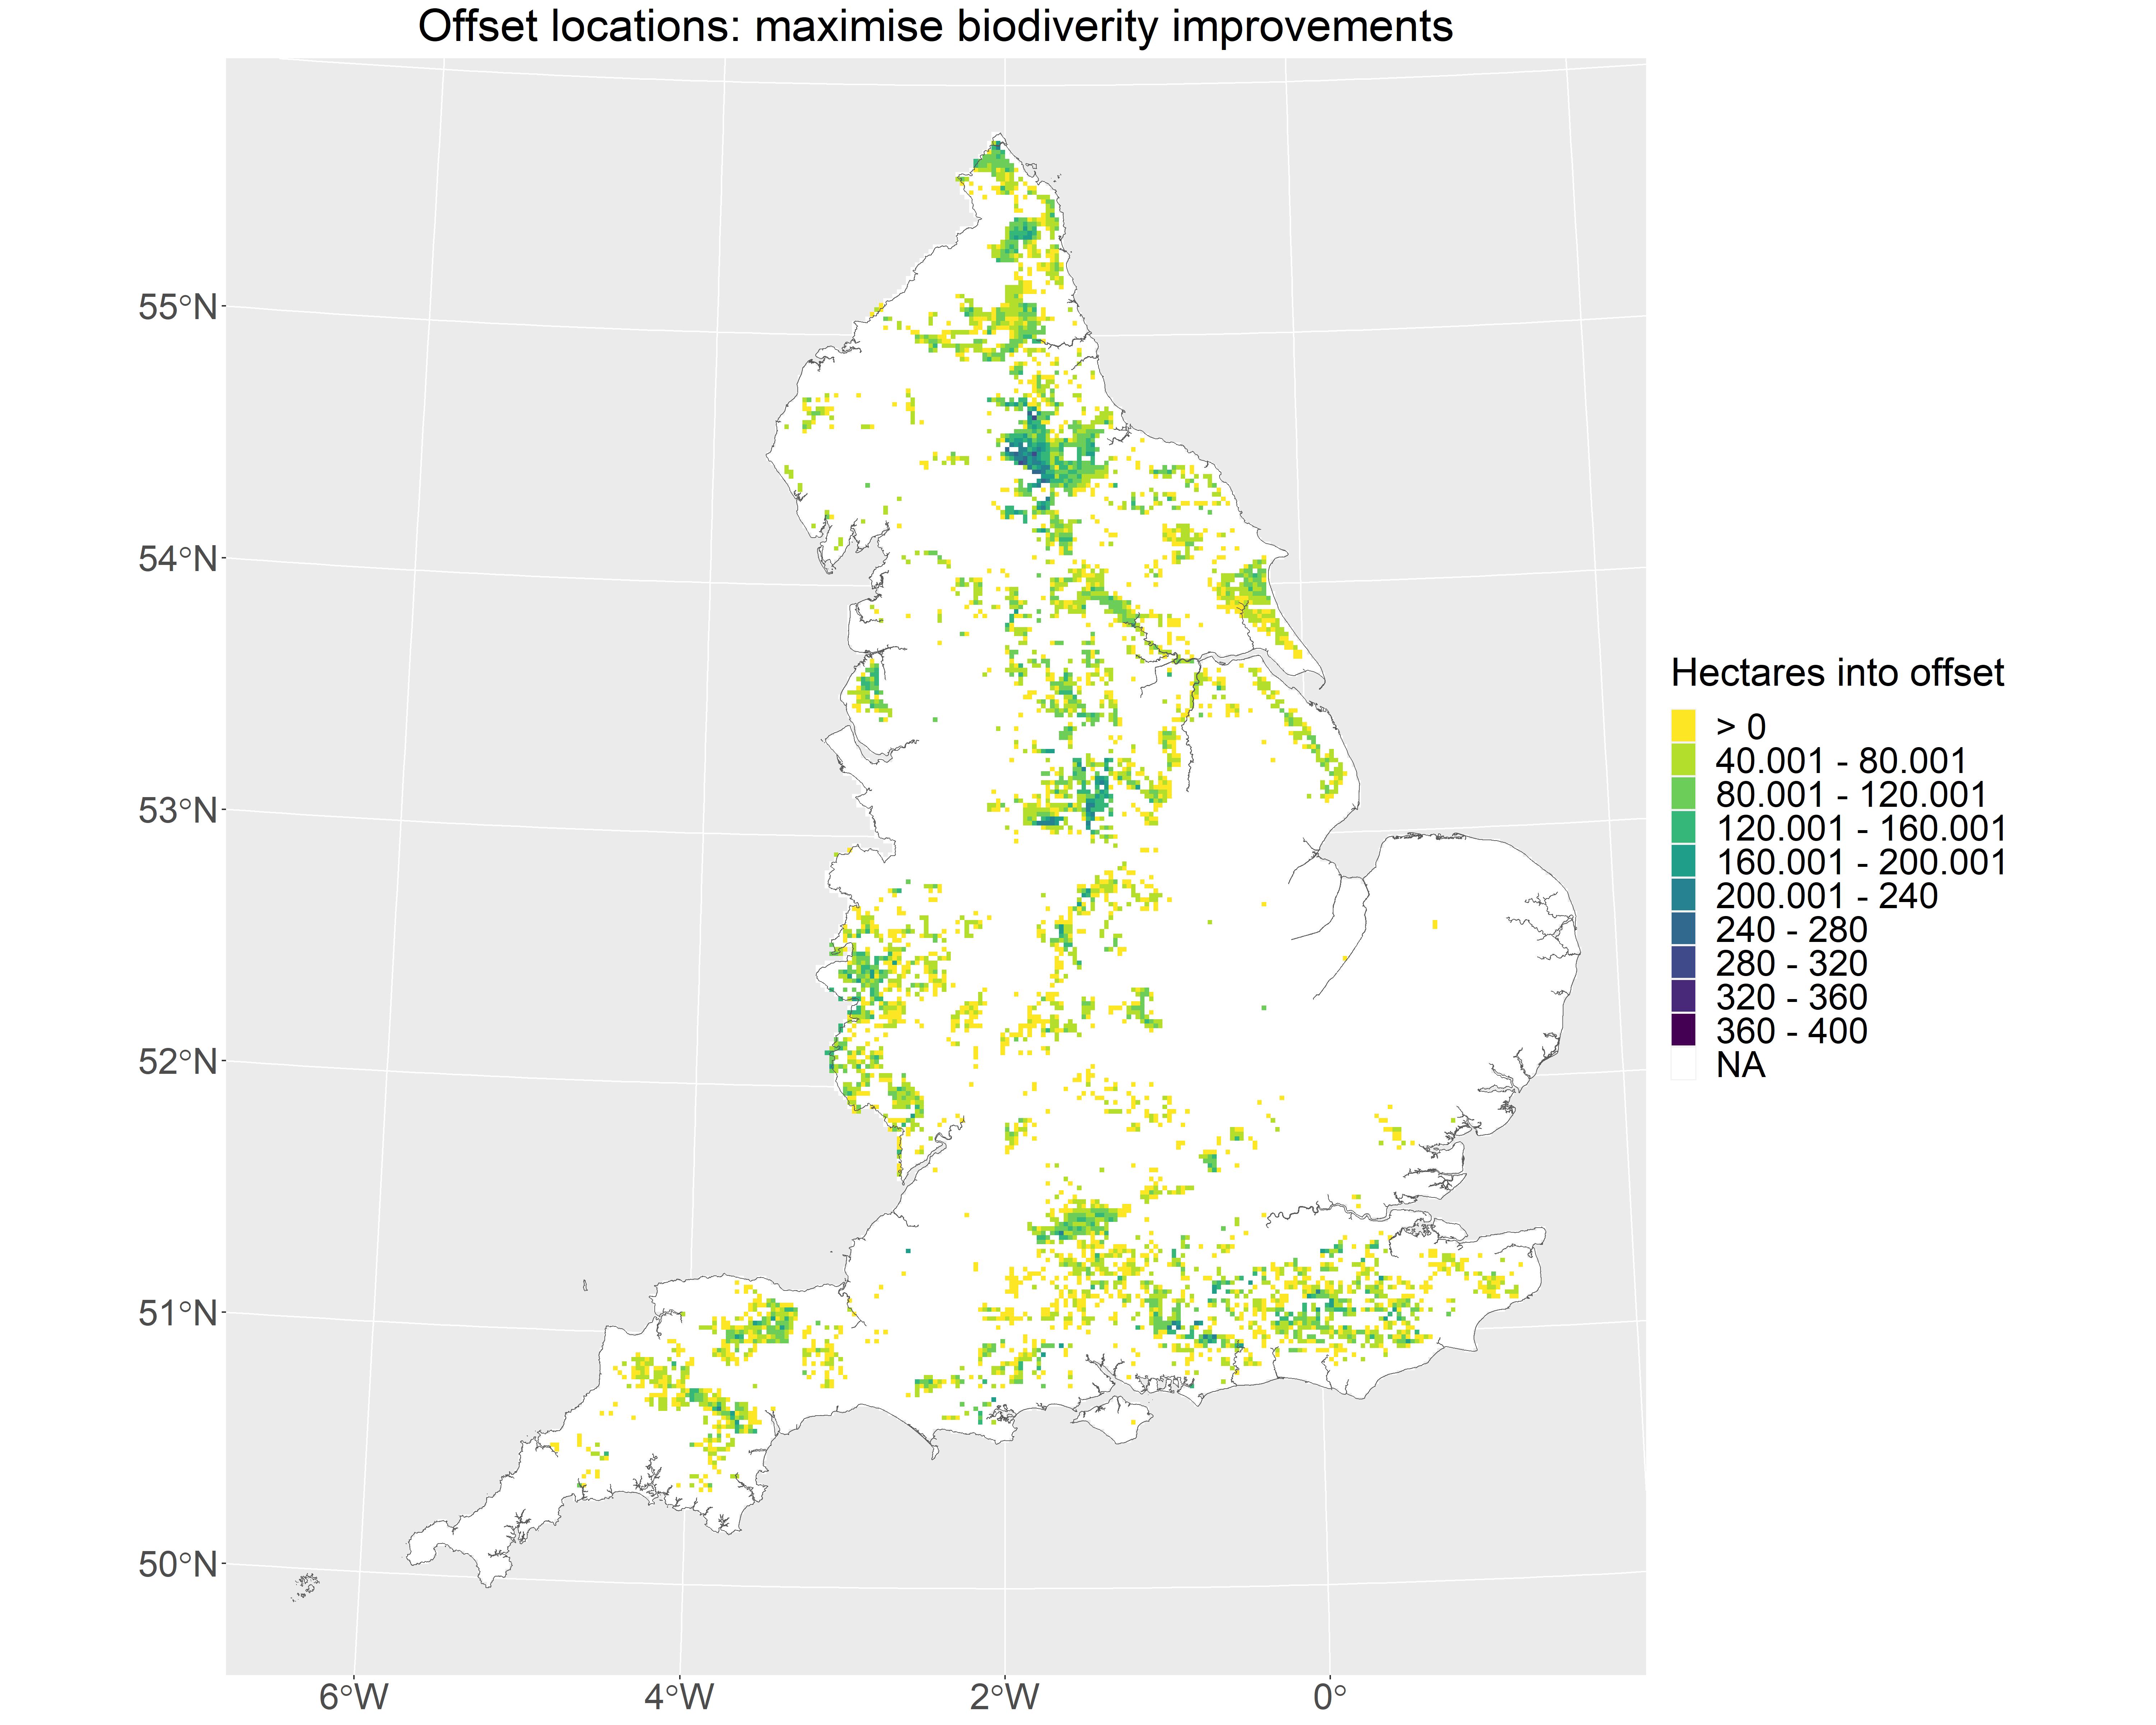 Offset locations: maximise biodiverity improvements
55°N
54°N
53°N
52°N
51°N
50°N
6°W
4°W
2°W
0°
Hectares into offset
> 0
40.001 - 80.001
80.001 - 120.001
120.001 - 160.001
160.001 - 200.001
200.001 - 240
240 - 280
280 - 320
320 - 360
360 - 400
NA